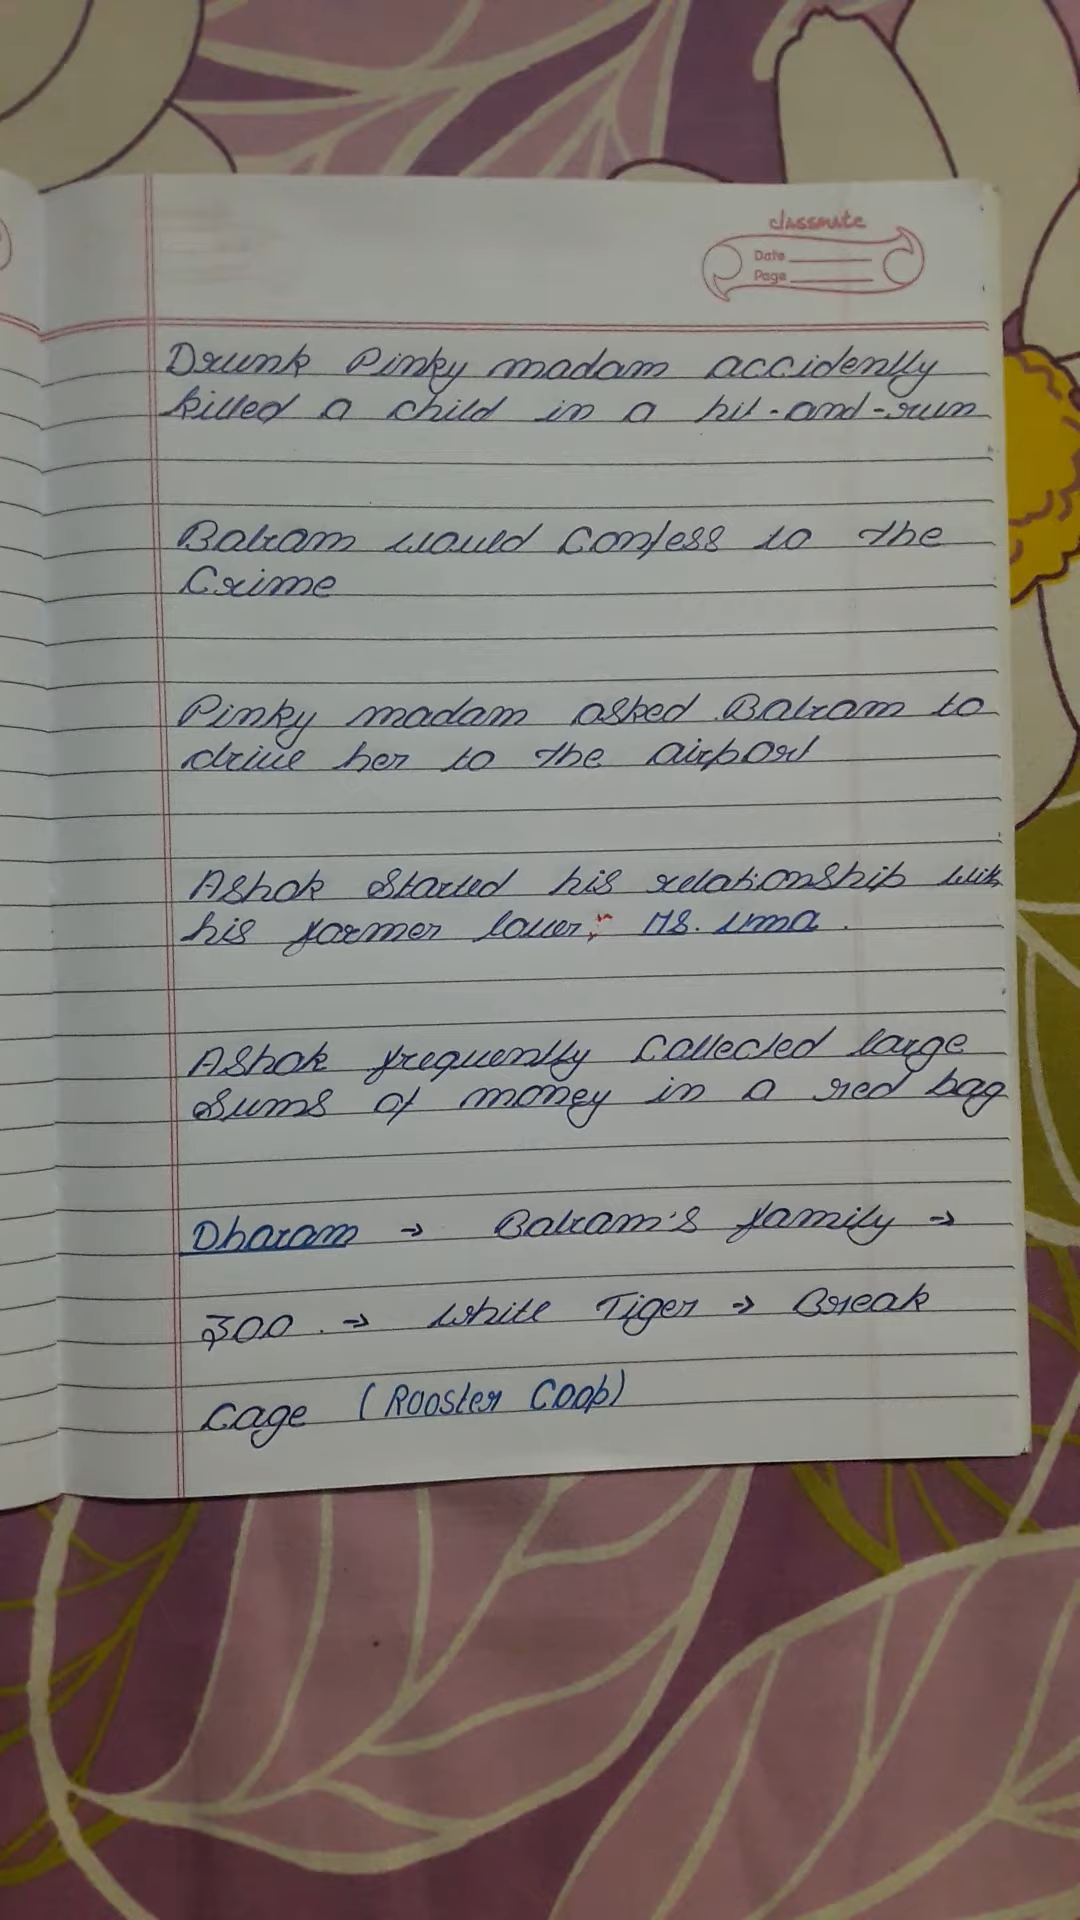 classmate
Date
Page
Drunk Pinky madam accidently
killed a child in a hit-and-run
Balram would Confess to the
Crime
Pinky madam asked Balram to
drive her to the airport
Ashok Started his relationship with
his former lover, Ms. Uma.
Ashok frequently Collected large
Sums of money in a red bag
Dharam → Balram's family →
Zoo. → White Tiger → Break
Cage (Rooster Coop)